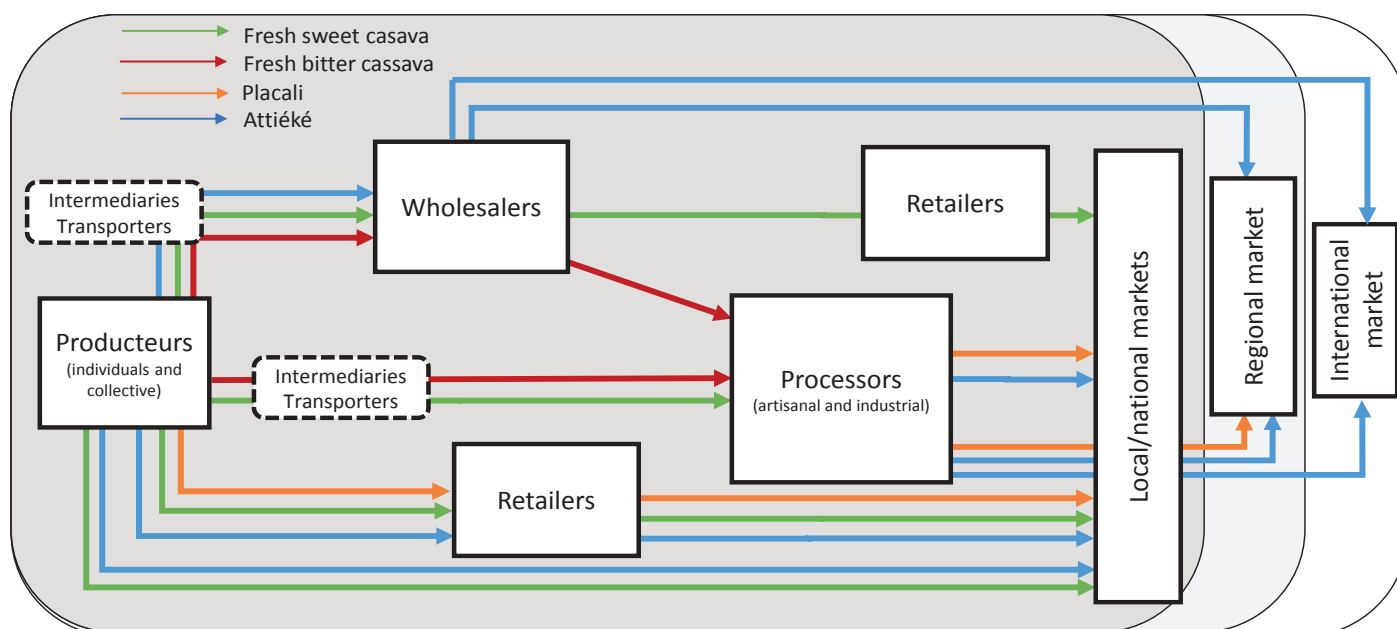 Fresh sweet casava
Fresh bitter cassava
Placali
Attiéké
Intermediaries
Transporters
Wholesalers
Retailers
Local/national markets
Regional market
International
market
Producteurs
(individuals and
collective)
Intermediaries
Transporters
Processors
(artisanal and industrial)
Retailers